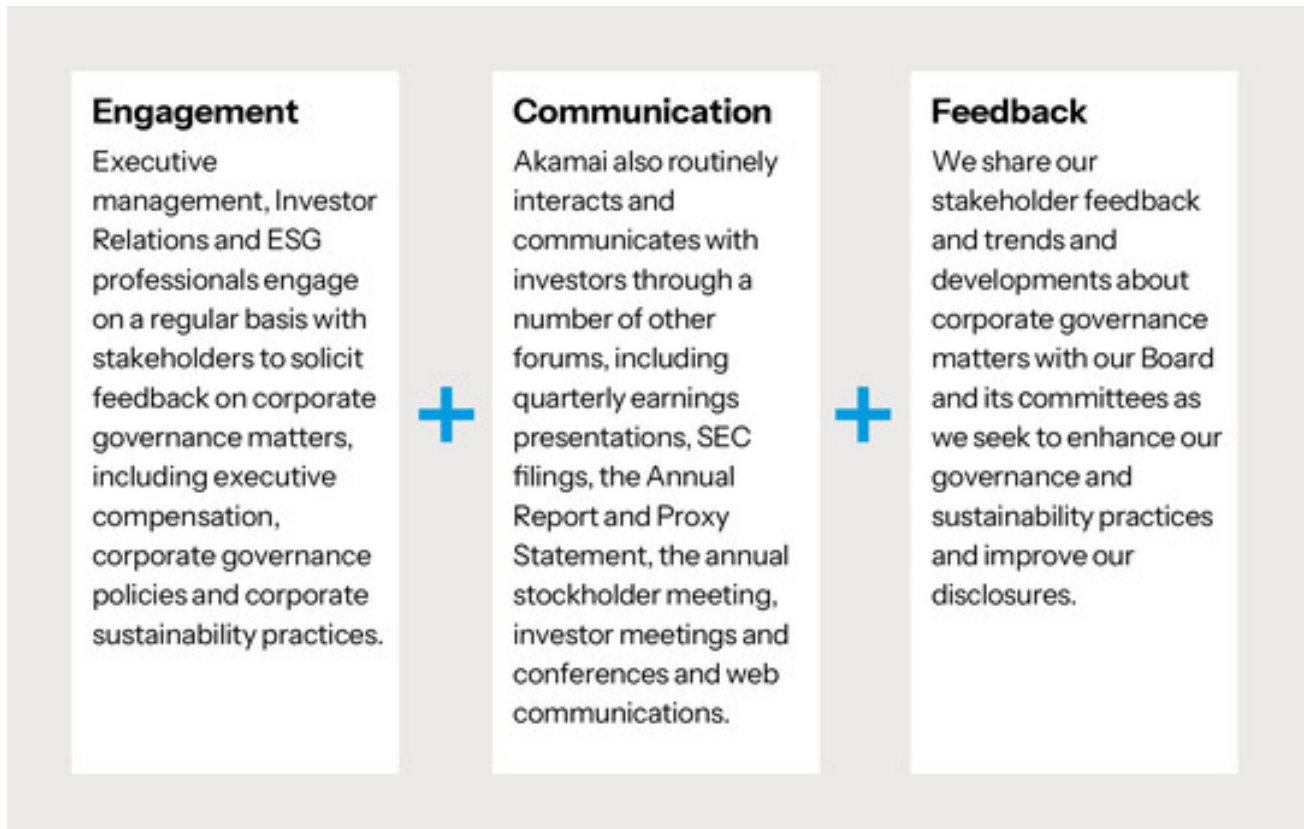 Engagement
Executive
management, Investor
Relations and ESG
professionals engage
on a regular basis with
stakeholders to solicit
feedback on corporate
governance matters,
including executive
compensation,
corporate governance
policies and corporate
sustainability practices.
+
Communication
Akamai also routinely
interacts and
communicates with
investors through a
number of other
forums, including
quarterly earnings
presentations, SEC
filings, the Annual
Report and Proxy
Statement, the annual
stockholder meeting,
investor meetings and
conferences and web
communications.
+
Feedback
We share our
stakeholder feedback
and trends and
developments about
corporate governance
matters with our Board
and its committees as
we seek to enhance our
governance and
sustainability practices
and improve our
disclosures.